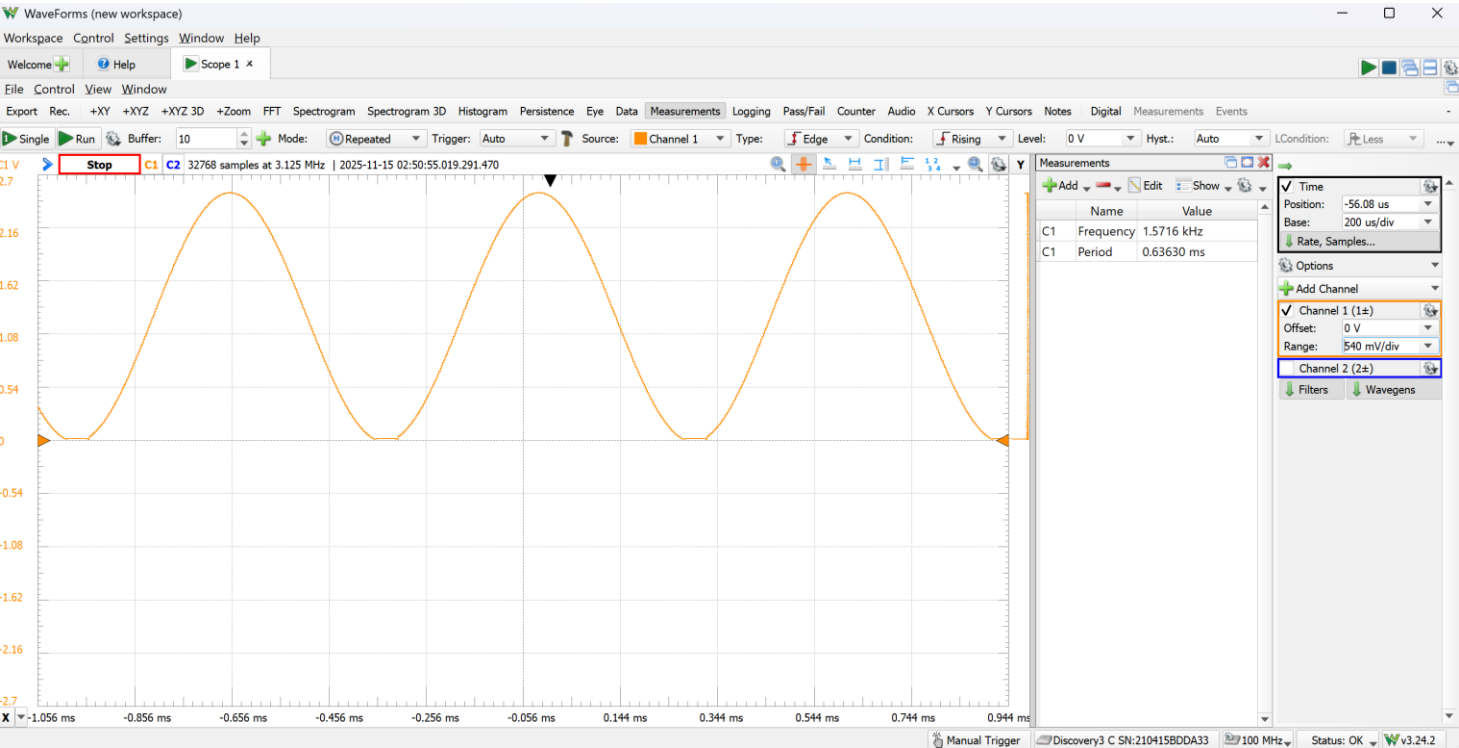 WaveForms (new workspace)
Workspace Control Settings Window Help
Welcome Help Scope 1 ×
File Control View Window
Export Rec. +XY +XYZ +XYZ 3D +Zoom FFT Spectrogram Spectrogram 3D Histogram Persistence Eye Data Measurements Logging Pass/Fail Counter Audio X Cursors Y Cursors Notes Digital Measurements Events -
Single Run Buffer: 10 Mode: Repeated Trigger: Auto Source: Channel 1 Type: Edge Condition: Rising Level: 0 V Hyst.: Auto LCondition: Less ...
C1 V Stop C1 C2 32768 samples at 3.125 MHz | 2025-11-15 02:50:55.019.291.470 Y
2.7
2.16
1.62
1.08
0.54
0
-0.54
-1.08
-1.62
-2.16
-2.7
X -1.056 ms -0.856 ms -0.656 ms -0.456 ms -0.256 ms -0.056 ms 0.144 ms 0.344 ms 0.544 ms 0.744 ms 0.944 ms
Measurements
Add Edit Show
Name Value
C1 Frequency 1.5716 kHz
C1 Period 0.63630 ms
Time
Position: -56.08 us
Base: 200 us/div
Rate, Samples...
Options
Add Channel
Channel 1 (1±)
Offset: 0 V
Range: 540 mV/div
Channel 2 (2±)
Filters Wavegens
Manual Trigger Discovery3 C SN:210415BDDA33 100 MHz Status: OK v3.24.2